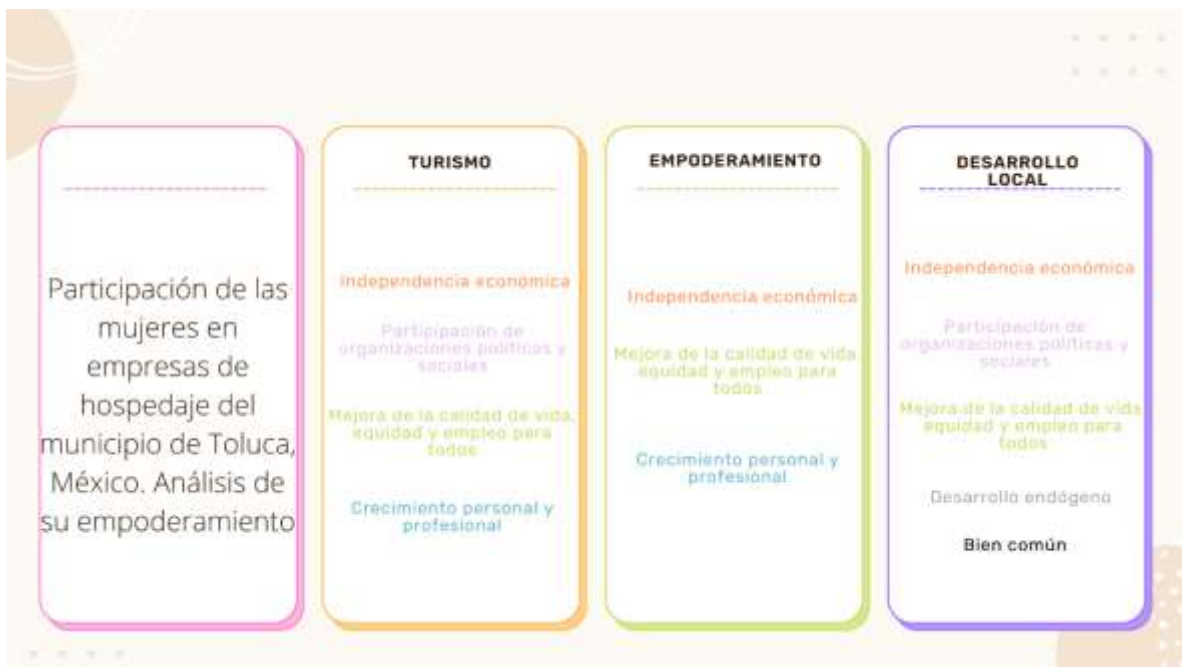 Participación de las
mujeres en
empresas de
hospedaje del
municipio de Toluca,
México. Análisis de
su empoderamiento
TURISMO
Independencia económica
Participación de
organizaciones políticas y
sociales
Mejora de la calidad de vida,
equidad y empleo para
todos
Crecimiento personal y
profesional
EMPODERAMIENTO
Independencia económica
Mejora de la calidad de vida
equidad y empleo para
todos
Crecimiento personal y
profesional
DESARROLLO
LOCAL
Independencia económica
Participación de
organizaciones políticas y
sociales
Mejora de la calidad de vida
equidad y empleo para
todos
Desarrollo endógeno
Bien común